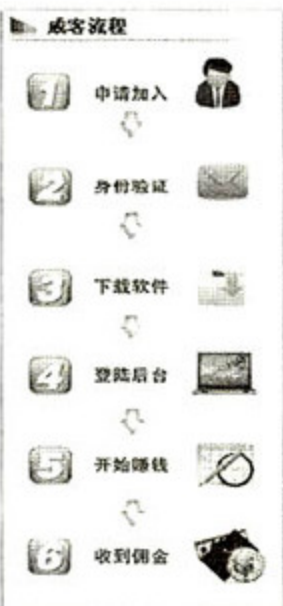 威客流程
1 申请加入
2 身份验证
3 下载软件
4 登陆后台
5 开始赚钱
6 收到佣金